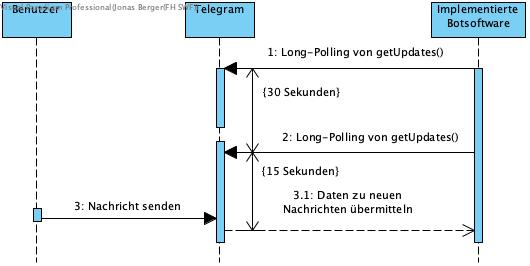 Visual Paradigm Professional(Jonas Berger(FH SWF))
Benutzer
Telegram
Implementierte
Botsoftware
1: Long-Polling von getUpdates()
{30 Sekunden}
2: Long-Polling von getUpdates()
{15 Sekunden}
3: Nachricht senden
3.1: Daten zu neuen
Nachrichten übermitteln